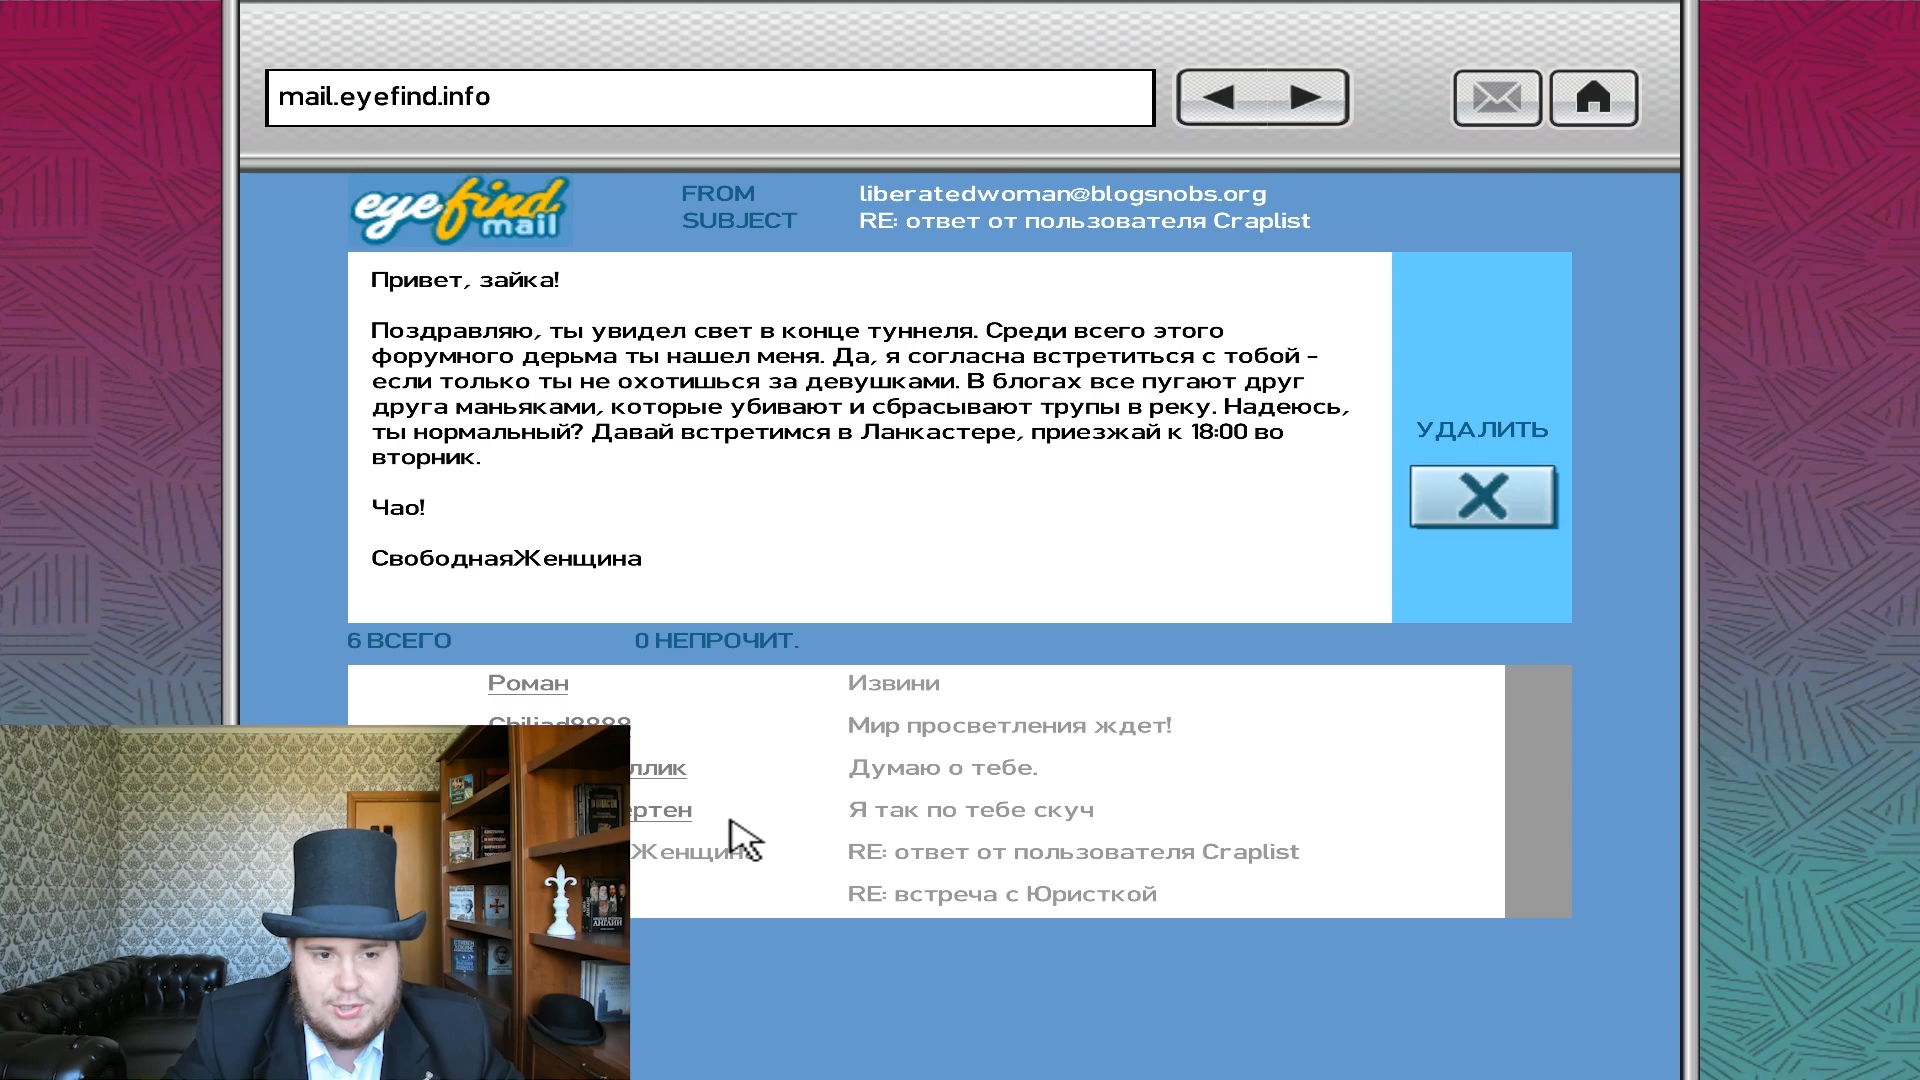 mail.eyefind.info
eyefind mail
FROM
liberatedwoman@blogsnobs.org
SUBJECT
RE: ответ от пользователя Craplist
Привет, зайка!
Поздравляю, ты увидел свет в конце туннеля. Среди всего этого
форумного дерьма ты нашел меня. Да, я согласна встретиться с тобой -
если только ты не охотишься за девушками. В блогах все пугают друг
друга маньяками, которые убивают и сбрасывают трупы в реку. Надеюсь,
ты нормальный? Давай встретимся в Ланкастере, приезжай к 18:00 во
вторник.
Чао!
СвободнаяЖенщина
УДАЛИТЬ
6 ВСЕГО
0 НЕПРОЧИТ.
Роман
Извини
Chiliad8888
Мир просветления ждет!
ллик
Думаю о тебе.
ертен
Я так по тебе скуч
Женщина
RE: ответ от пользователя Craplist
RE: встреча с Юристкой